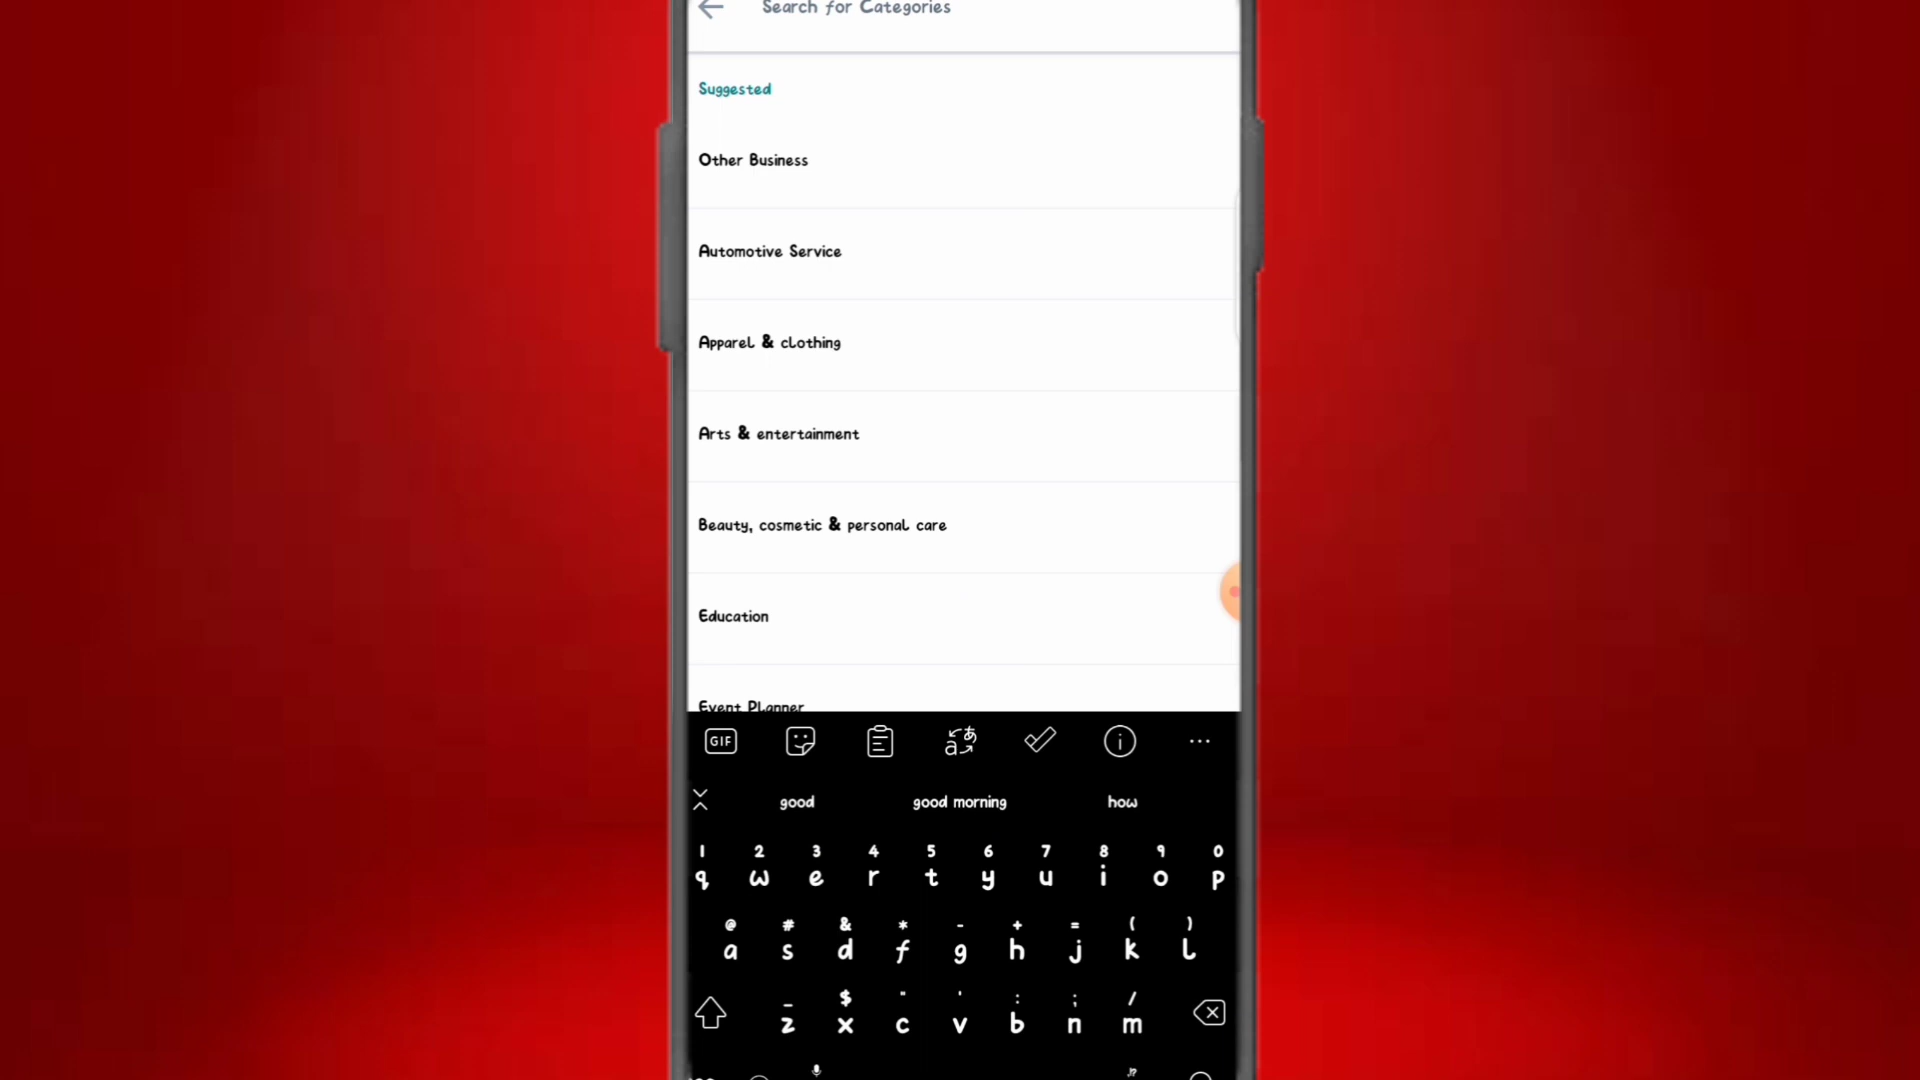 Search for Categories
Suggested
Other Business
Automotive Service
Apparel & clothing
Arts & entertainment
Beauty, cosmetic & personal care
Education
Event Planner
GIF
a あ
good good morning how
1 2 3 4 5 6 7 8 9 0
q w e r t y u i o p
@ # & * - + = ( )
a s d f g h j k l
_ $ " ' : ; /
z x c v b n m